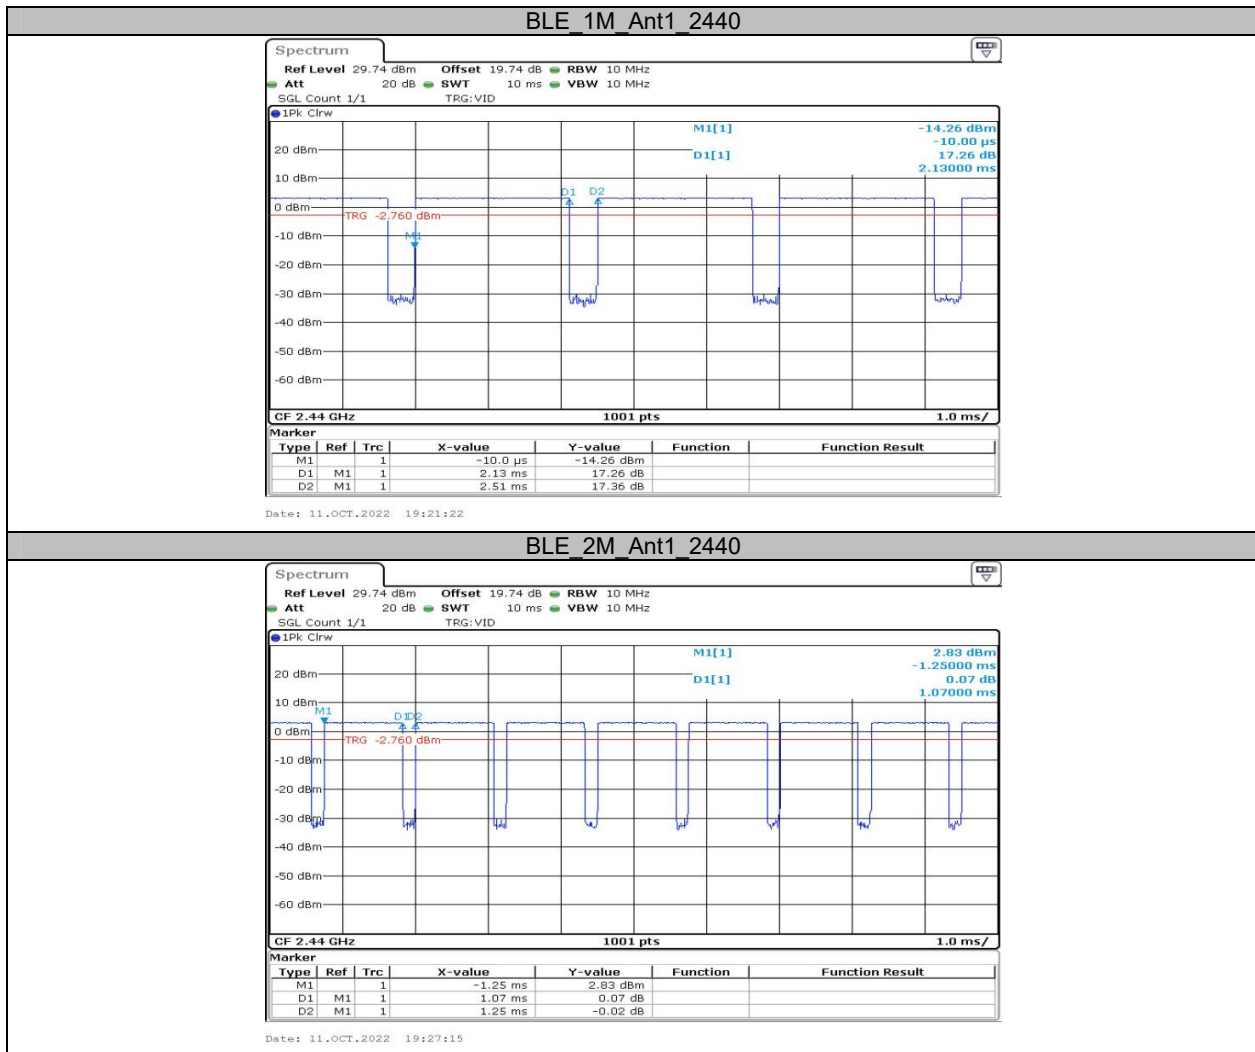 BLE_1M_Ant1_2440
Spectrum
Ref Level 29.74 dBm Offset 19.74 dB RBW 10 MHz
Att 20 dB SWT 10 ms VBW 10 MHz
SGL Count 1/1 TRG:VID
1Pk Clrw
M1[1] -14.26 dBm
-10.00 µs
20 dBm
D1[1] 17.26 dB
2.13000 ms
10 dBm
D1 D2
0 dBm
TRG -2.760 dBm
-10 dBm
M1
-20 dBm
-30 dBm
-40 dBm
-50 dBm
-60 dBm
CF 2.44 GHz 1001 pts 1.0 ms/
Marker
Type Ref Trc X-value Y-value Function Function Result
M1 1 -10.0 µs -14.26 dBm
D1 M1 1 2.13 ms 17.26 dB
D2 M1 1 2.51 ms 17.36 dB
Date: 11.OCT.2022 19:21:22
BLE_2M_Ant1_2440
Spectrum
Ref Level 29.74 dBm Offset 19.74 dB RBW 10 MHz
Att 20 dB SWT 10 ms VBW 10 MHz
SGL Count 1/1 TRG:VID
1Pk Clrw
M1[1] 2.83 dBm
-1.25000 ms
20 dBm
D1[1] 0.07 dB
1.07000 ms
10 dBm
M1
D1 D2
0 dBm
TRG -2.760 dBm
-10 dBm
-20 dBm
-30 dBm
-40 dBm
-50 dBm
-60 dBm
CF 2.44 GHz 1001 pts 1.0 ms/
Marker
Type Ref Trc X-value Y-value Function Function Result
M1 1 -1.25 ms 2.83 dBm
D1 M1 1 1.07 ms 0.07 dB
D2 M1 1 1.25 ms -0.02 dB
Date: 11.OCT.2022 19:27:15